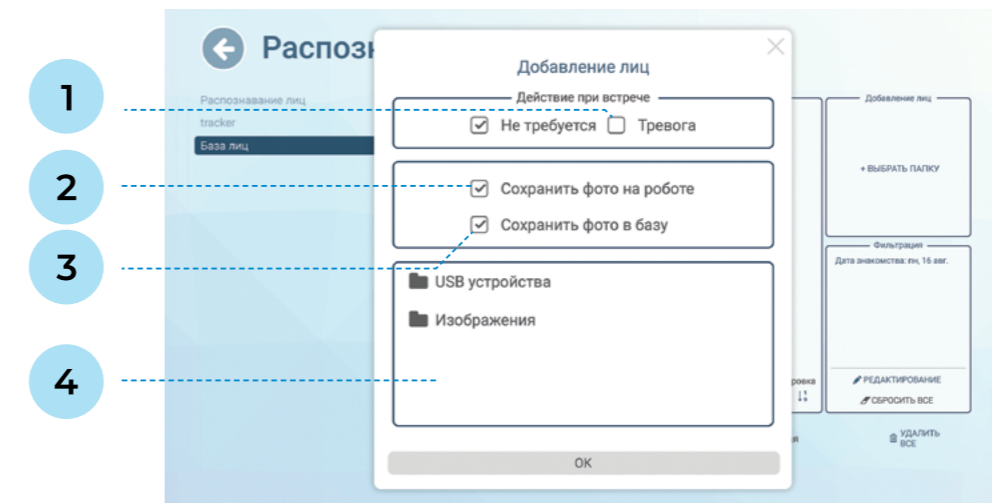 1
2
3
4
Распозн
Распознавание лиц
tracker
База лиц
Добавление лиц
Действие при встрече
Не требуется Тревога
Сохранить фото на роботе
Сохранить фото в базу
USB устройства
Изображения
OK
Добавление лиц
+ ВЫБРАТЬ ПАПКУ
Фильтрация
Дата знакомства: пн, 16 авг.
РЕДАКТИРОВАНИЕ
СБРОСИТЬ ВСЕ
ровка
УДАЛИТЬ
ВСЕ